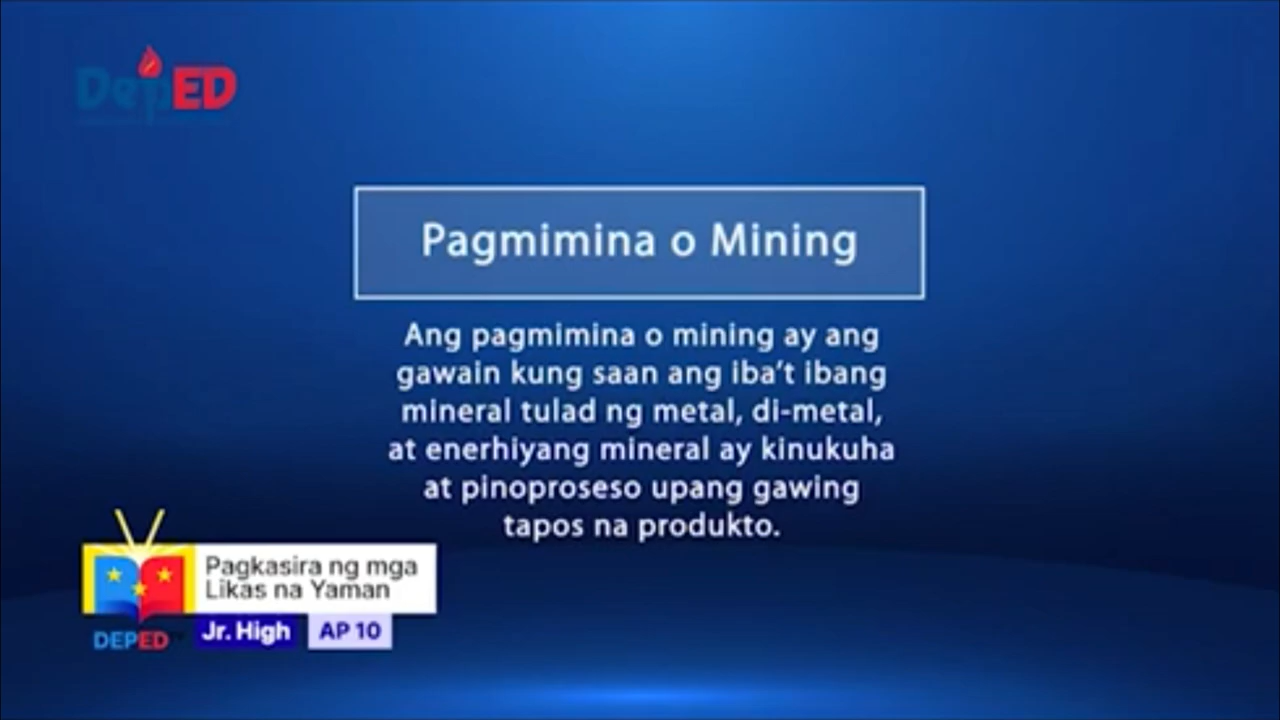 DepED
Pagmimina o Mining
Ang pagmimina o mining ay ang
gawain kung saan ang iba't ibang
mineral tulad ng metal, di-metal,
at enerhiyang mineral ay kinukuha
at pinoproseso upang gawing
tapos na produkto.
Pagkasira ng mga
Likas na Yaman
DEPED
Jr. High
AP 10